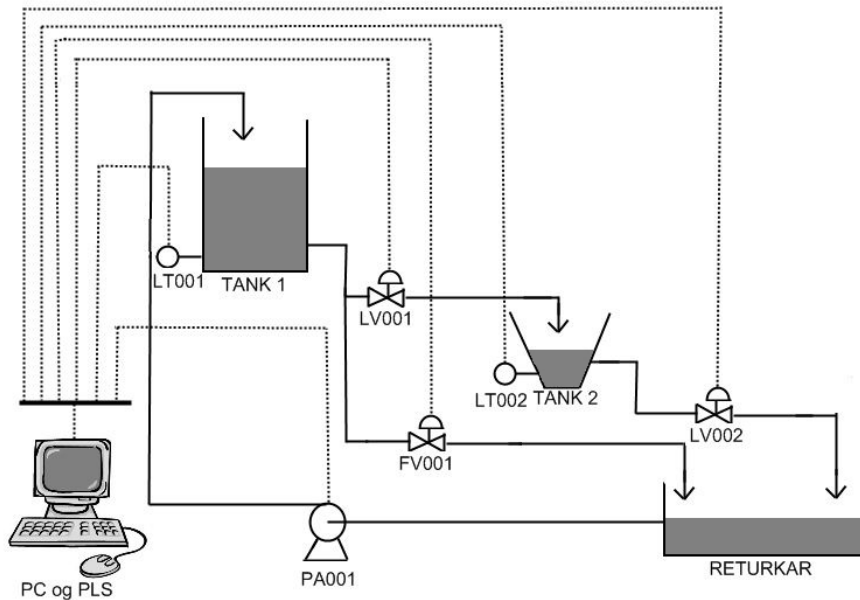 LT001
TANK 1
LV001
LT002
TANK 2
LV002
FV001
PA001
RETURKAR
PC og PLS